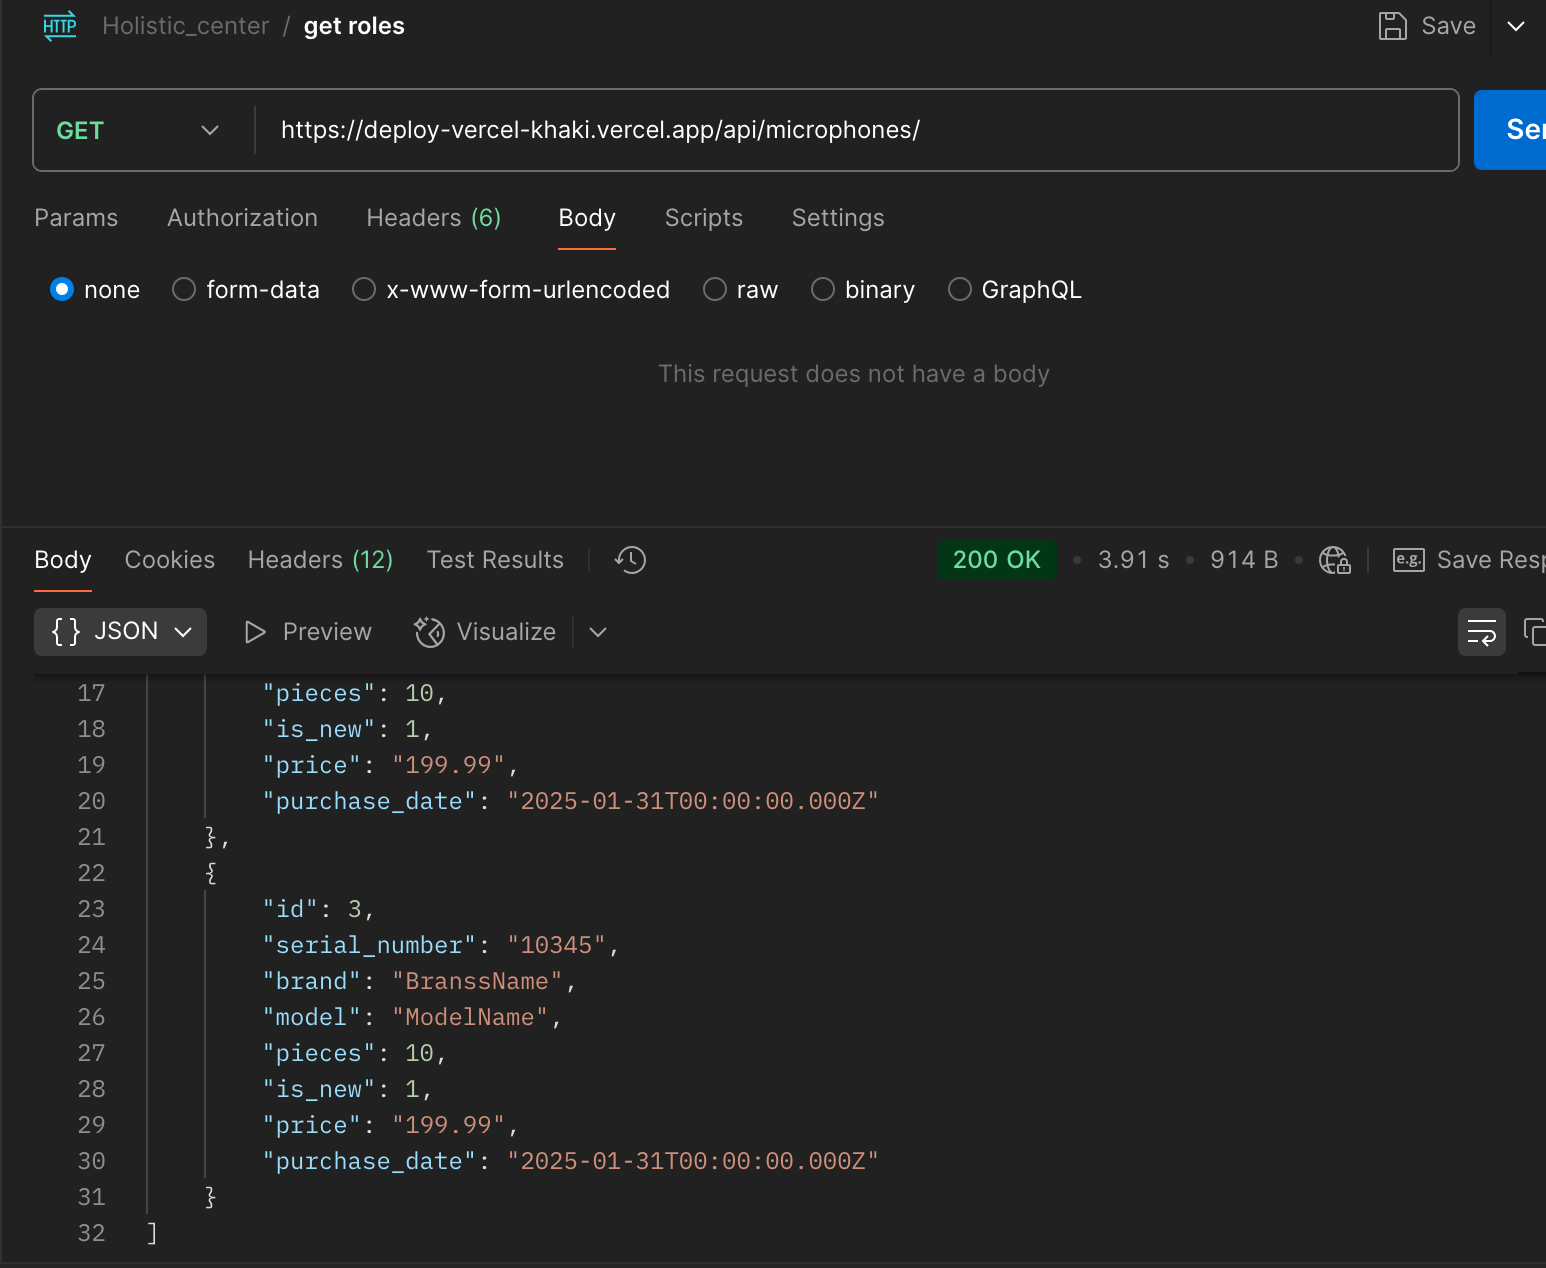 HTTP Holistic_center / get roles Save
GET https://deploy-vercel-khaki.vercel.app/api/microphones/
Params Authorization Headers (6) Body Scripts Settings
none form-data x-www-form-urlencoded raw binary GraphQL
This request does not have a body
Body Cookies Headers (12) Test Results 200 OK • 3.91 s • 914 B • e.g. Save Resp
{ } JSON Preview Visualize
17 "pieces": 10,
18 "is_new": 1,
19 "price": "199.99",
20 "purchase_date": "2025-01-31T00:00:00.000Z"
21 },
22 {
23 "id": 3,
24 "serial_number": "10345",
25 "brand": "BranssName",
26 "model": "ModelName",
27 "pieces": 10,
28 "is_new": 1,
29 "price": "199.99",
30 "purchase_date": "2025-01-31T00:00:00.000Z"
31 }
32 ]